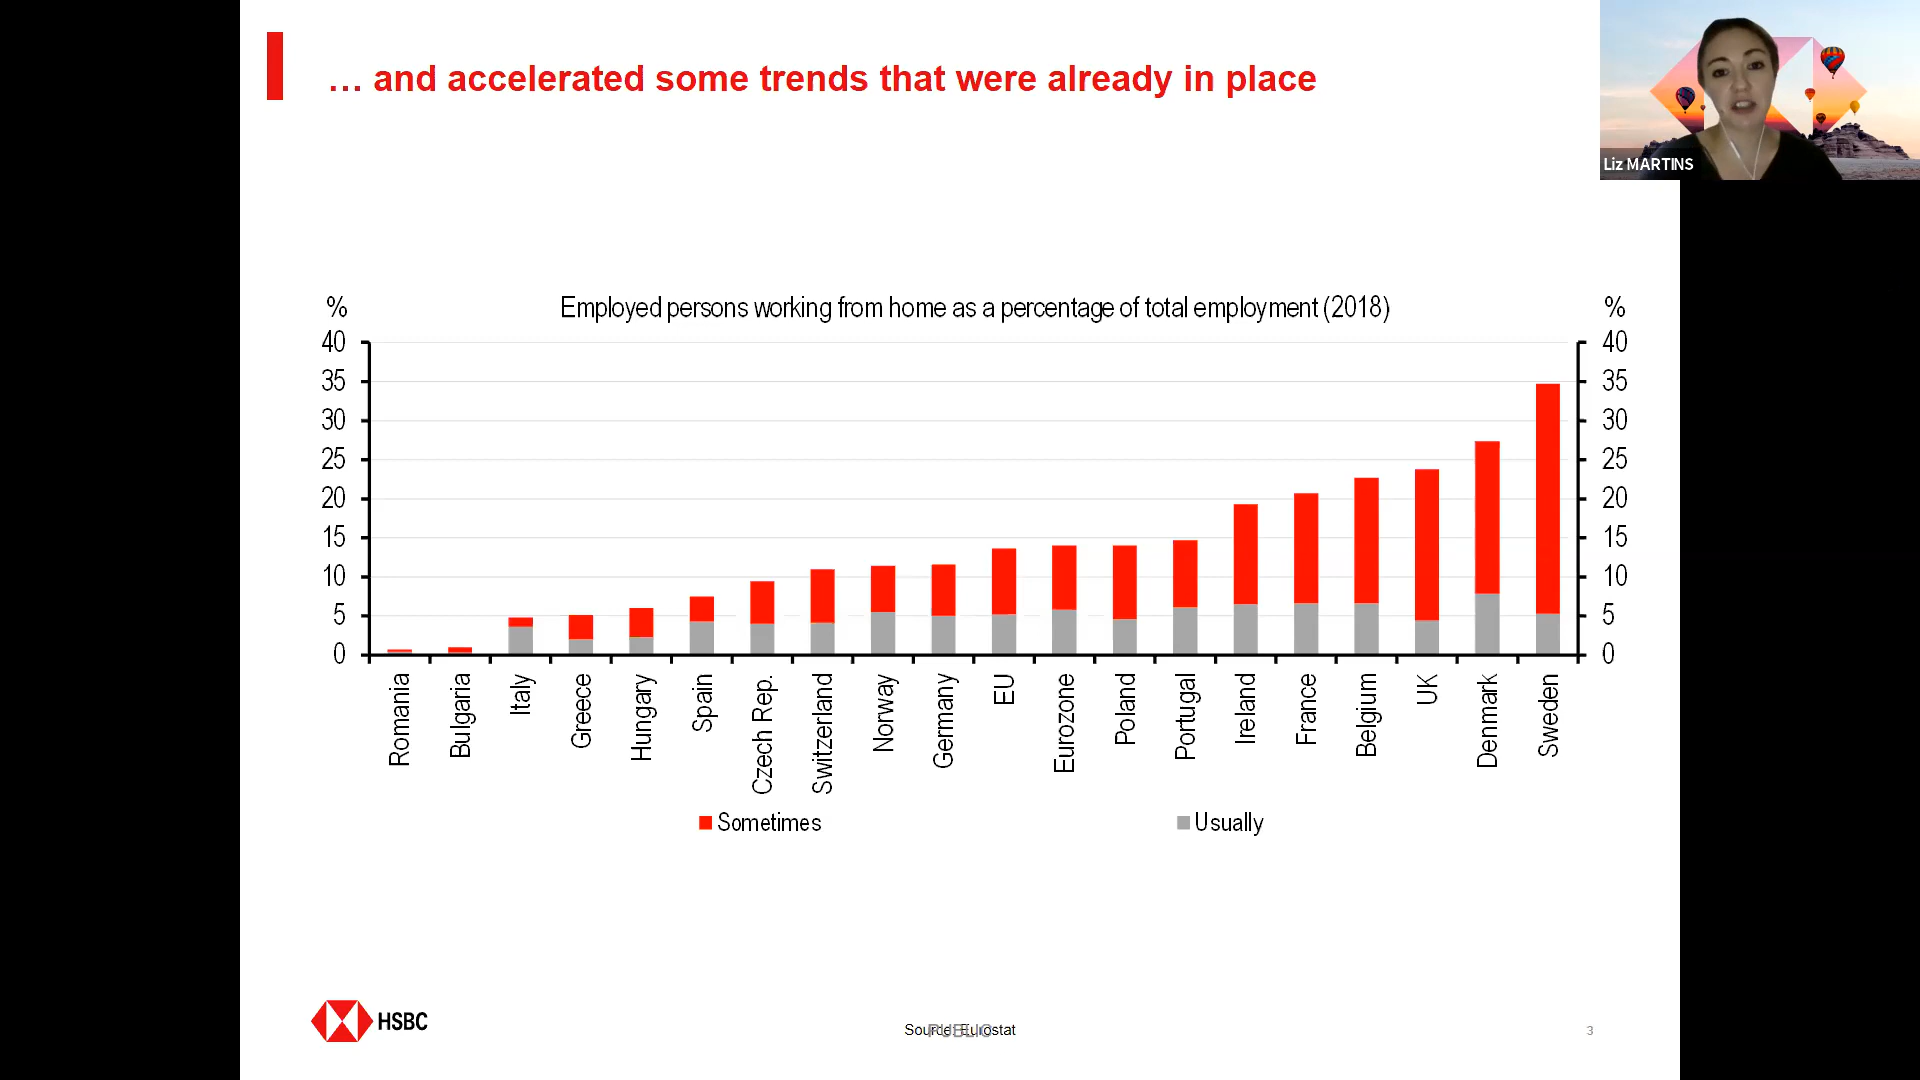 … and accelerated some trends that were already in place
Liz MARTINS
% Employed persons working from home as a percentage of total employment (2018) %
40 40
35 35
30 30
25 25
20 20
15 15
10 10
5 5
0 0
Romania Bulgaria Italy Greece Hungary Spain Czech Rep. Switzerland Norway Germany EU Eurozone Poland Portugal Ireland France Belgium UK Denmark Sweden
Sometimes Usually
HSBC
Source: Eurostat
PUBLIC
3